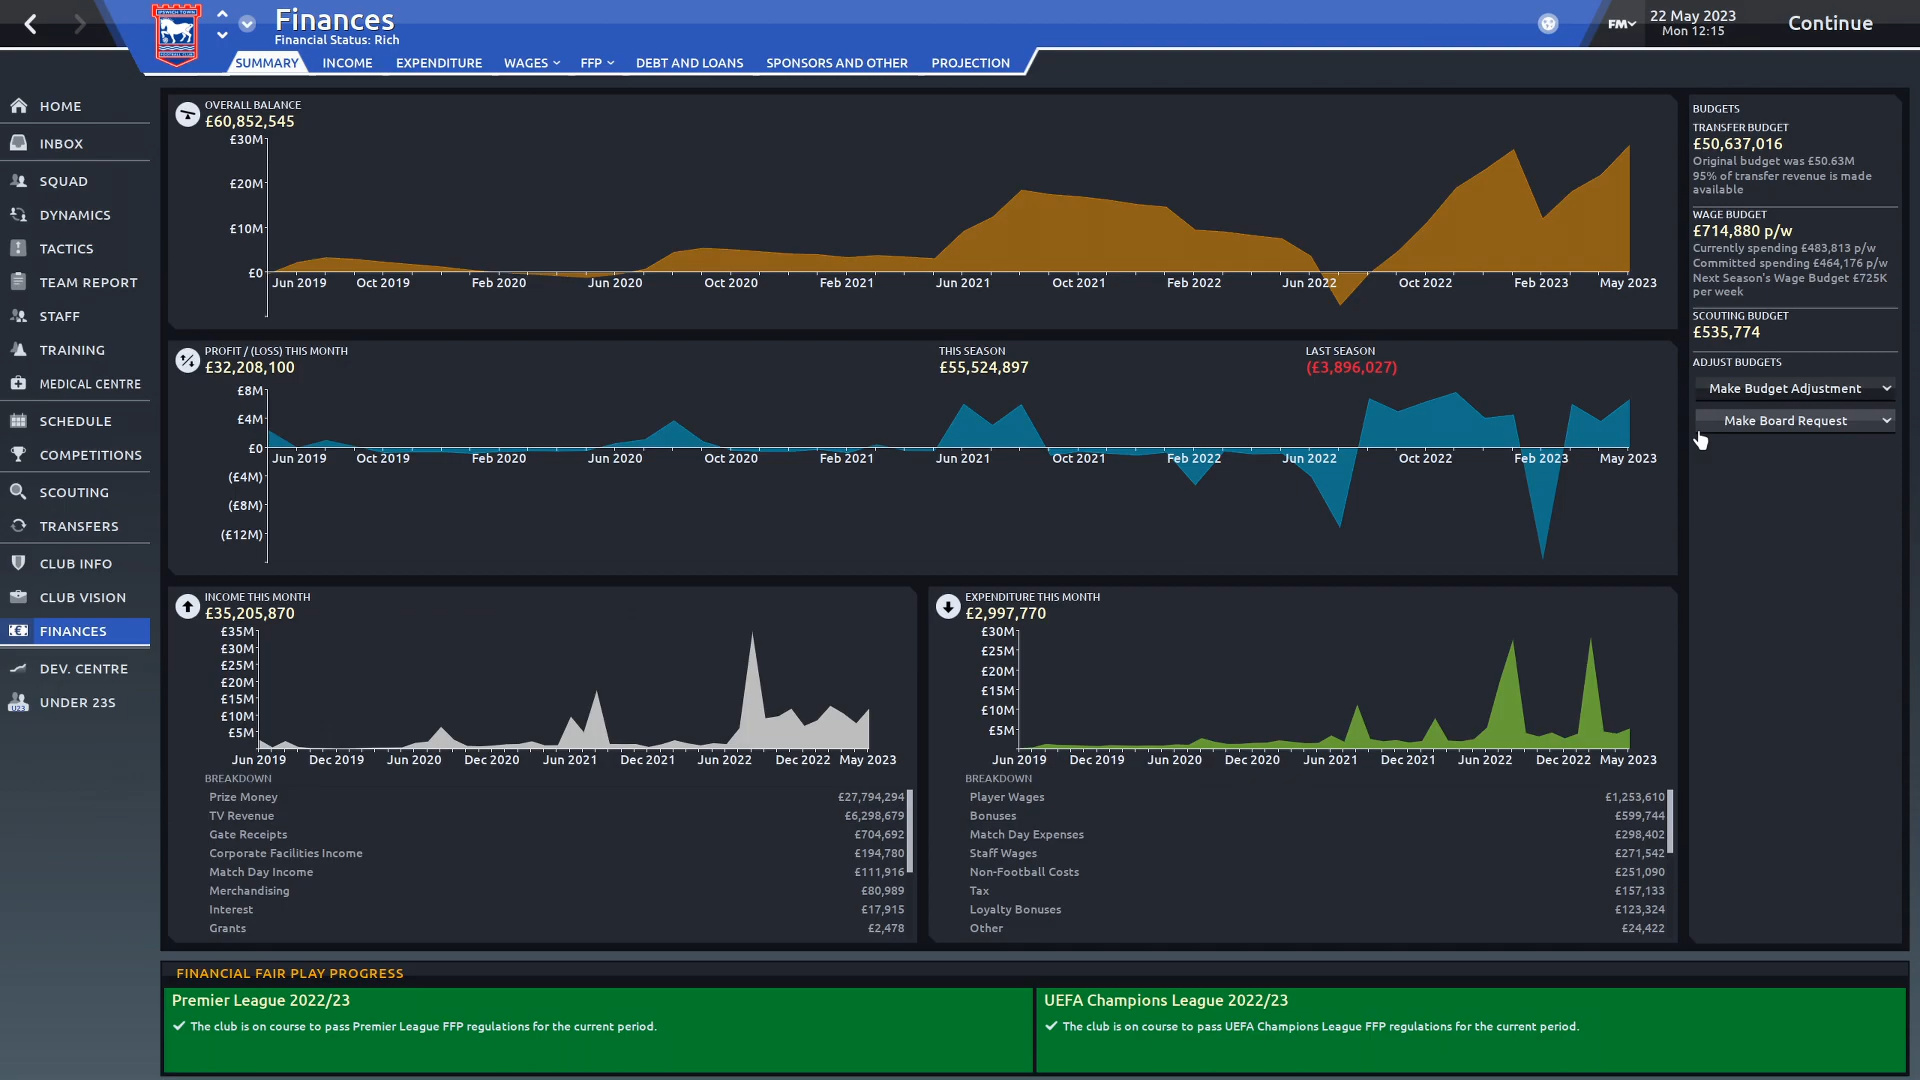 Finances
Financial Status: Rich
FM
22 May 2023
Mon 12:15
Continue
SUMMARY INCOME EXPENDITURE WAGES FFP DEBT AND LOANS SPONSORS AND OTHER PROJECTION
HOME
INBOX
SQUAD
DYNAMICS
TACTICS
TEAM REPORT
STAFF
TRAINING
MEDICAL CENTRE
SCHEDULE
COMPETITIONS
SCOUTING
TRANSFERS
CLUB INFO
CLUB VISION
FINANCES
DEV. CENTRE
U23
UNDER 23S
OVERALL BALANCE
£60,852,545
£30M
£20M
£10M
£0
Jun 2019 Oct 2019 Feb 2020 Jun 2020 Oct 2020 Feb 2021 Jun 2021 Oct 2021 Feb 2022 Jun 2022 Oct 2022 Feb 2023 May 2023
PROFIT / (LOSS) THIS MONTH
£32,208,100
THIS SEASON
£55,524,897
LAST SEASON
(£3,896,027)
£8M
£4M
£0
(£4M)
(£8M)
(£12M)
Jun 2019 Oct 2019 Feb 2020 Jun 2020 Oct 2020 Feb 2021 Jun 2021 Oct 2021 Feb 2022 Jun 2022 Oct 2022 Feb 2023 May 2023
INCOME THIS MONTH
£35,205,870
£35M
£30M
£25M
£20M
£15M
£10M
£5M
Jun 2019 Dec 2019 Jun 2020 Dec 2020 Jun 2021 Dec 2021 Jun 2022 Dec 2022 May 2023
BREAKDOWN
Prize Money £27,794,294
TV Revenue £6,298,679
Gate Receipts £704,692
Corporate Facilities Income £194,780
Match Day Income £111,916
Merchandising £80,989
Interest £17,915
Grants £2,478
EXPENDITURE THIS MONTH
£2,997,770
£30M
£25M
£20M
£15M
£10M
£5M
Jun 2019 Dec 2019 Jun 2020 Dec 2020 Jun 2021 Dec 2021 Jun 2022 Dec 2022 May 2023
BREAKDOWN
Player Wages £1,253,610
Bonuses £599,744
Match Day Expenses £298,402
Staff Wages £271,542
Non-Football Costs £251,090
Tax £157,133
Loyalty Bonuses £123,324
Other £24,422
BUDGETS
TRANSFER BUDGET
£50,637,016
Original budget was £50.63M
95% of transfer revenue is made
available
WAGE BUDGET
£714,880 p/w
Currently spending £483,813 p/w
Committed spending £464,176 p/w
Next Season's Wage Budget £725K
per week
SCOUTING BUDGET
£535,774
ADJUST BUDGETS
Make Budget Adjustment
Make Board Request
FINANCIAL FAIR PLAY PROGRESS
Premier League 2022/23
The club is on course to pass Premier League FFP regulations for the current period.
UEFA Champions League 2022/23
The club is on course to pass UEFA Champions League FFP regulations for the current period.